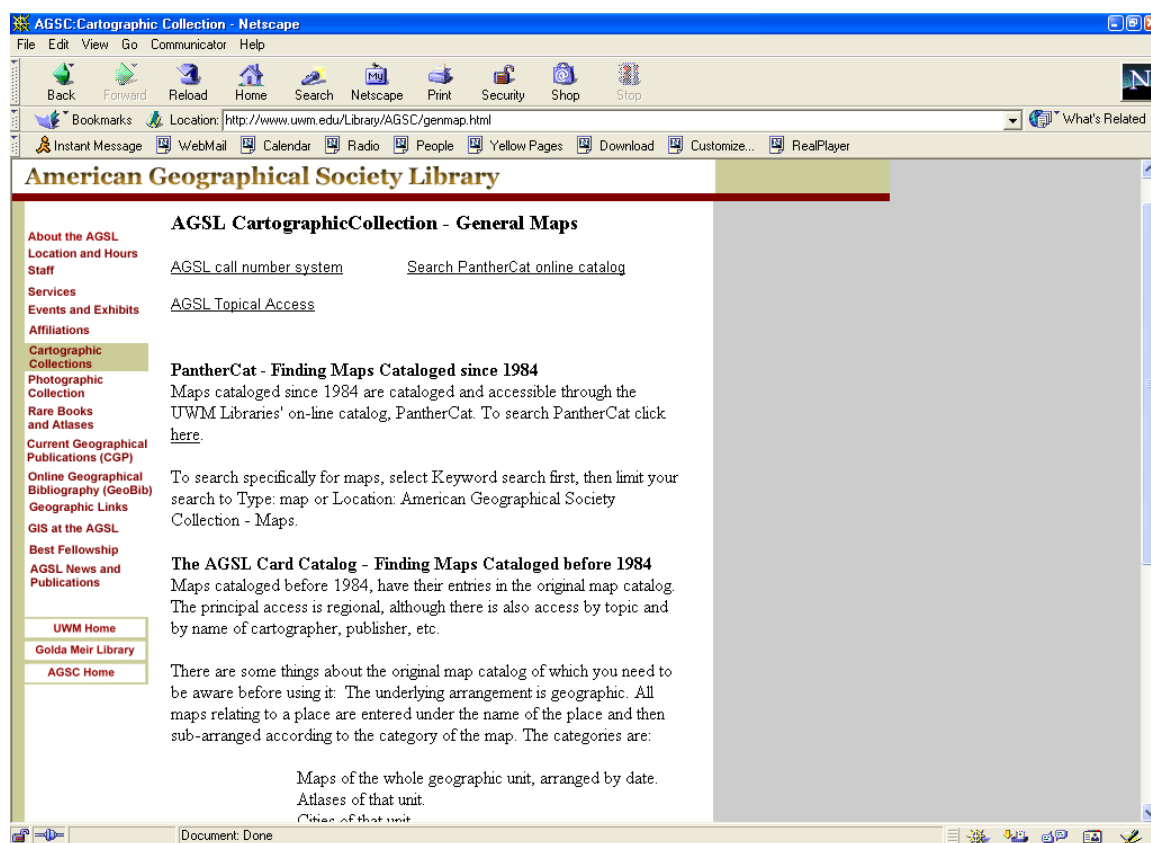 AGSC:Cartographic Collection - Netscape
File Edit View Go Communicator Help
Back Forward Reload Home Search Netscape Print Security Shop Stop
Bookmarks Location: http://www.uwm.edu/Library/AGSC/genmap.html What's Related
Instant Message WebMail Calendar Radio People Yellow Pages Download Customize... RealPlayer
American Geographical Society Library
About the AGSL
Location and Hours
Staff
Services
Events and Exhibits
Affiliations
Cartographic
Collections
Photographic
Collection
Rare Books
and Atlases
Current Geographical
Publications (CGP)
Online Geographical
Bibliography (GeoBib)
Geographic Links
GIS at the AGSL
Best Fellowship
AGSL News and
Publications
UWM Home
Golda Meir Library
AGSC Home
AGSL CartographicCollection - General Maps
AGSL call number system Search PantherCat online catalog
AGSL Topical Access
PantherCat - Finding Maps Cataloged since 1984
Maps cataloged since 1984 are cataloged and accessible through the
UWM Libraries' on-line catalog, PantherCat. To search PantherCat click
here.
To search specifically for maps, select Keyword search first, then limit your
search to Type: map or Location: American Geographical Society
Collection - Maps.
The AGSL Card Catalog - Finding Maps Cataloged before 1984
Maps cataloged before 1984, have their entries in the original map catalog.
The principal access is regional, although there is also access by topic and
by name of cartographer, publisher, etc.
There are some things about the original map catalog of which you need to
be aware before using it: The underlying arrangement is geographic. All
maps relating to a place are entered under the name of the place and then
sub-arranged according to the category of the map. The categories are:
Maps of the whole geographic unit, arranged by date.
Atlases of that unit.
Cities of that unit
Document: Done